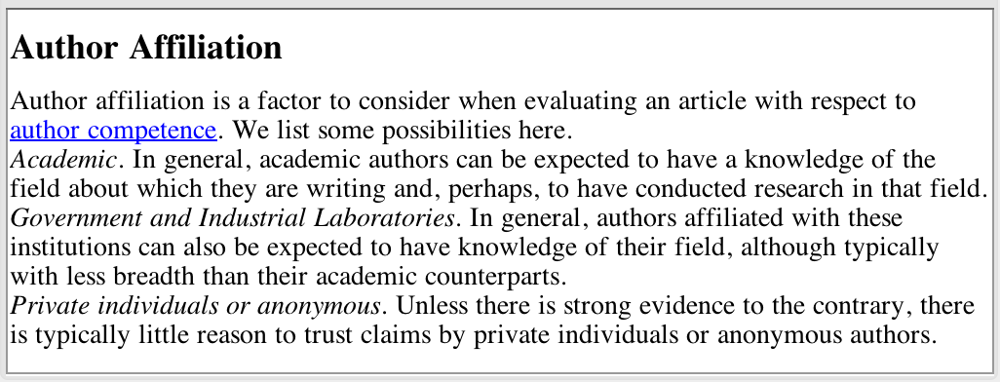 Author Affiliation
Author affiliation is a factor to consider when evaluating an article with respect to
author competence. We list some possibilities here.
Academic. In general, academic authors can be expected to have a knowledge of the
field about which they are writing and, perhaps, to have conducted research in that field.
Government and Industrial Laboratories. In general, authors affiliated with these
institutions can also be expected to have knowledge of their field, although typically
with less breadth than their academic counterparts.
Private individuals or anonymous. Unless there is strong evidence to the contrary, there
is typically little reason to trust claims by private individuals or anonymous authors.